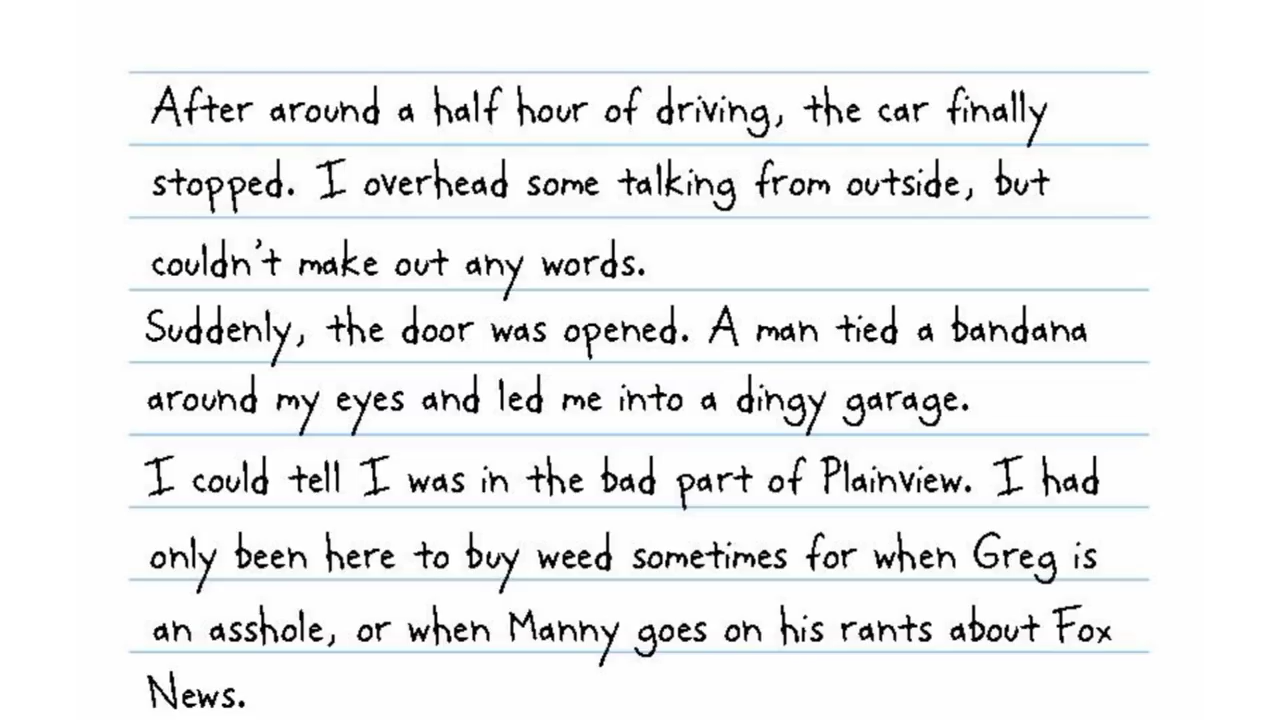 After around a half hour of driving, the car finally
stopped. I overhead some talking from outside, but
couldn't make out any words.
Suddenly, the door was opened. A man tied a bandana
around my eyes and led me into a dingy garage.
I could tell I was in the bad part of Plainview. I had
only been here to buy weed sometimes for when Greg is
an asshole, or when Manny goes on his rants about Fox
News.